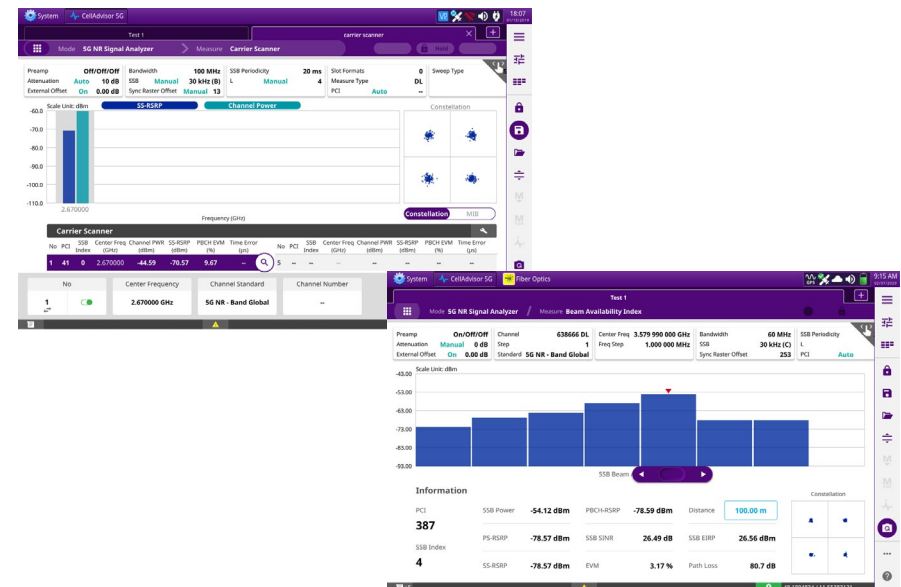 System CellAdvisor 5G VR 18:07
01/10/2019
Test 1 carrier scanner × +
Mode 5G NR Signal Analyzer Measure Carrier Scanner Hold
Preamp Off/Off/Off Bandwidth 100 MHz SSB Periodicity 20 ms Slot Formats 0 Sweep Type
Attenuation Auto 10 dB SSB Manual 30 kHz (B) L Manual 4 Measure Type DL
External Offset On 0.00 dB Sync Raster Offset Manual 13 PCI Auto --
Scale Unit: dBm SS-RSRP Channel Power Constellation
-60.0
-70.0
-80.0
-90.0
-100.0
-110.0
2.670000
Frequency (GHz)
Constellation MIB
Carrier Scanner
No PCI SSB Index Center Freq (GHz) Channel PWR (dBm) SS-RSRP (dBm) PBCH EVM (%) Time Error (μs) No PCI SSB Index Center Freq (GHz) Channel PWR (dBm) SS-RSRP (dBm) PBCH EVM (%) Time Error (μs)
1 41 0 2.670000 -44.59 -70.57 9.67 -- 5 -- -- -- -- -- -- --
No Center Frequency Channel Standard Channel Number
1 2.670000 GHz 5G NR - Band Global --
System CellAdvisor 5G Fiber Optics GPS 9:15 AM
Test 1 +
Mode 5G NR Signal Analyzer / Measure Beam Availability Index
Preamp On/Off/Off Channel 638666 DL Center Freq 3.579 990 000 GHz Bandwidth 60 MHz SSB Periodicity
Attenuation Manual 0 dB Step 1 Freq Step 1.000 000 MHz SSB 30 kHz (C) L
External Offset On 0.00 dB Standard 5G NR - Band Global Sync Raster Offset 253 PCI Auto
Scale Unit: dBm
-43.00
-53.00
-63.00
-73.00
-83.00
-93.00
SSB Beam
Information Constellation
PCI SSB Power -54.12 dBm PBCH-RSRP -78.59 dBm Distance 100.00 m
387
PS-RSRP -78.57 dBm SSB SINR 26.49 dB SSB EIRP 26.56 dBm
SSB Index
4 SS-RSRP -78.57 dBm EVM 3.17 % Path Loss 80.7 dB